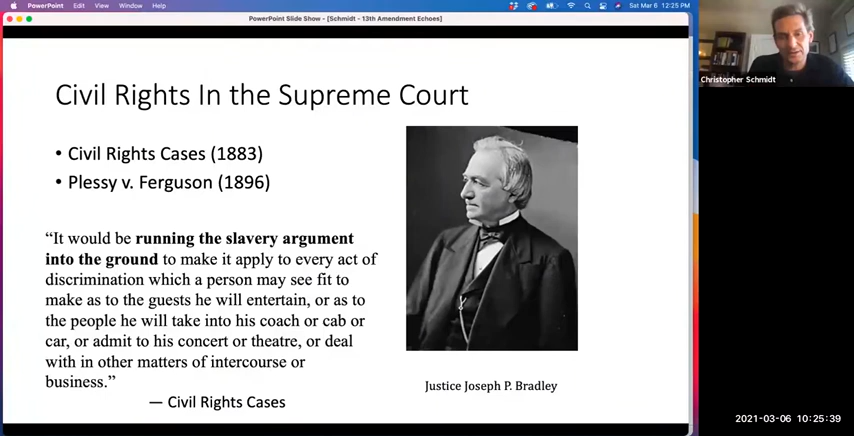 PowerPoint Edit View Window Help Sat Mar 6 12:25 PM
PowerPoint Slide Show - [Schmidt - 13th Amendment Echoes]
Christopher Schmidt
Civil Rights In the Supreme Court
• Civil Rights Cases (1883)
• Plessy v. Ferguson (1896)
“It would be running the slavery argument
into the ground to make it apply to every act of
discrimination which a person may see fit to
make as to the guests he will entertain, or as to
the people he will take into his coach or cab or
car, or admit to his concert or theatre, or deal
with in other matters of intercourse or
business.”
— Civil Rights Cases
Justice Joseph P. Bradley
2021-03-06 10:25:39